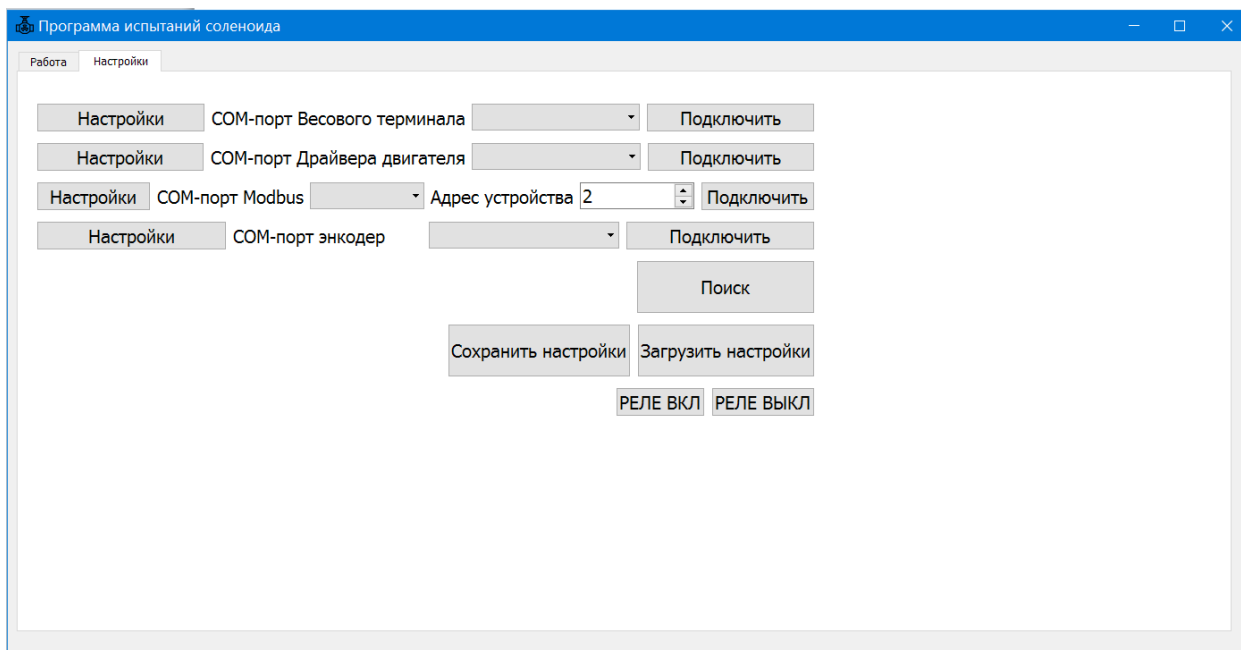 Программа испытаний соленоида
Работа Настройки
Настройки COM-порт Весового терминала Подключить
Настройки COM-порт Драйвера двигателя Подключить
Настройки COM-порт Modbus Адрес устройства 2 Подключить
Настройки COM-порт энкодер Подключить
Поиск
Сохранить настройки Загрузить настройки
РЕЛЕ ВКЛ РЕЛЕ ВЫКЛ